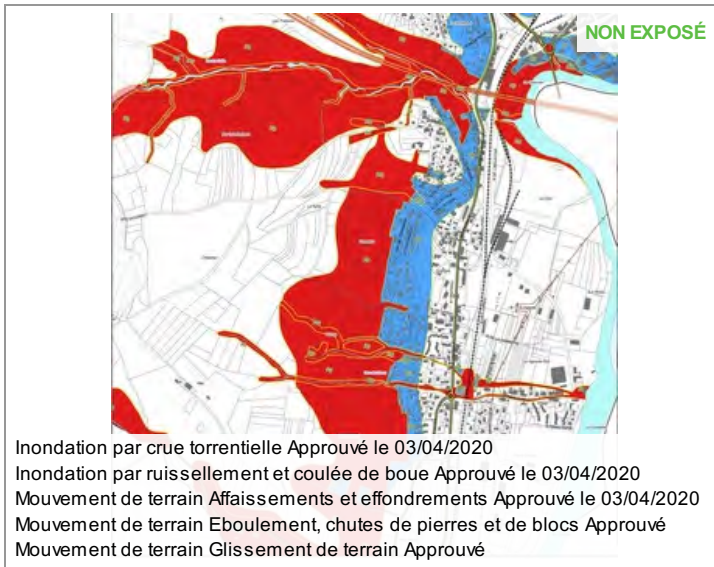 NON EXPOSÉ
Inondation par crue torrentielle Approuvé le 03/04/2020
Inondation par ruissellement et coulée de boue Approuvé le 03/04/2020
Mouvement de terrain Affaissements et effondrements Approuvé le 03/04/2020
Mouvement de terrain Eboulement, chutes de pierres et de blocs Approuvé
Mouvement de terrain Glissement de terrain Approuvé